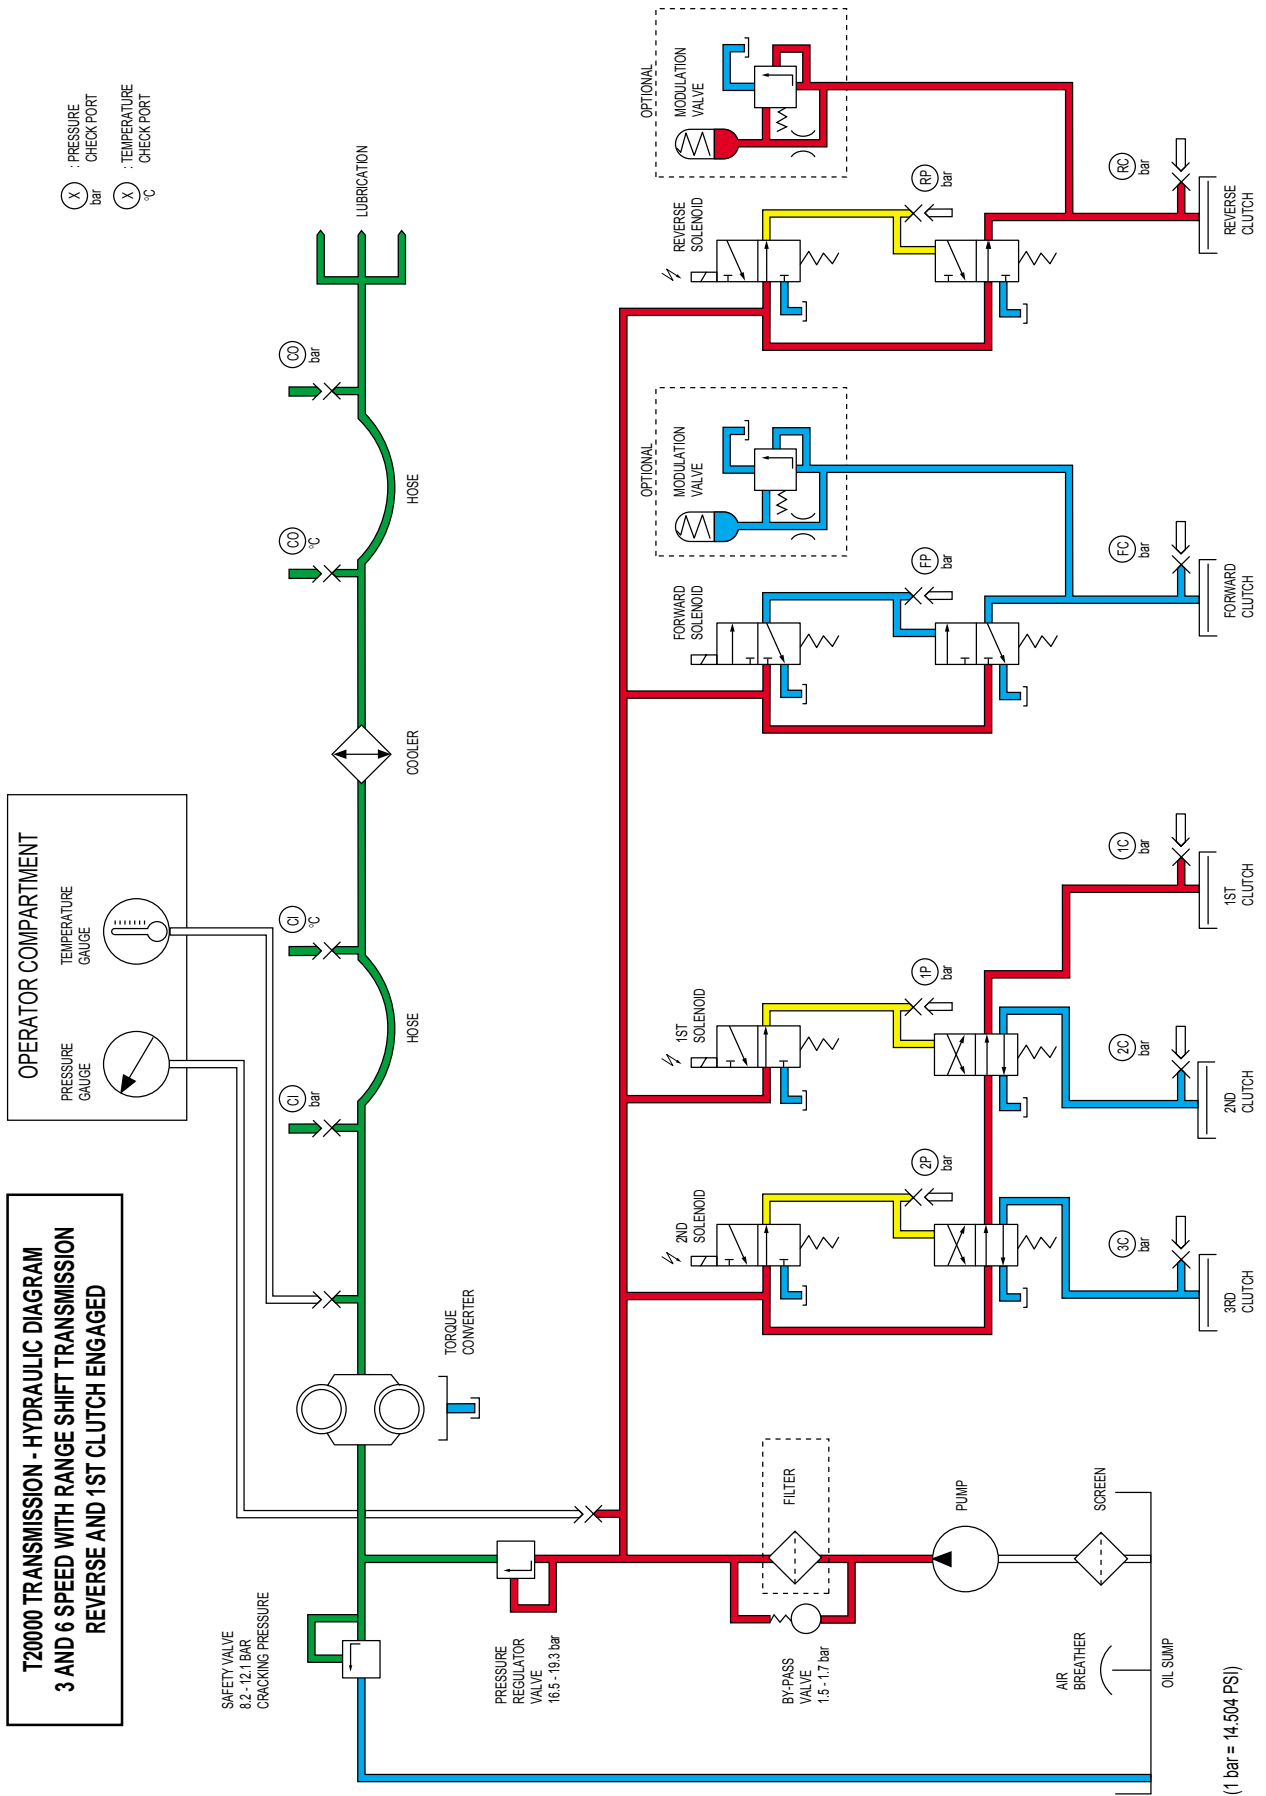 T20000 TRANSMISSION - HYDRAULIC DIAGRAM
3 AND 6 SPEED WITH RANGE SHIFT TRANSMISSION
REVERSE AND 1ST CLUTCH ENGAGED
OPERATOR COMPARTMENT
PRESSURE
GAUGE
TEMPERATURE
GAUGE
X : PRESSURE
bar CHECK PORT
X : TEMPERATURE
°C CHECK PORT
SAFETY VALVE
8.2 - 12.1 BAR
CRACKING PRESSURE
CI
bar
CI
°C
CO
°C
CO
bar
LUBRICATION
HOSE
COOLER
HOSE
TORQUE
CONVERTER
PRESSURE
REGULATOR
VALVE
16.5 - 19.3 bar
BY-PASS
VALVE
1.5 - 1.7 bar
FILTER
PUMP
SCREEN
AIR
BREATHER
OIL SUMP
2ND
SOLENOID
1ST
SOLENOID
FORWARD
SOLENOID
REVERSE
SOLENOID
OPTIONAL
MODULATION
VALVE
OPTIONAL
MODULATION
VALVE
2P
bar
1P
bar
FP
bar
RP
bar
3C
bar
2C
bar
1C
bar
FC
bar
RC
bar
3RD
CLUTCH
2ND
CLUTCH
1ST
CLUTCH
FORWARD
CLUTCH
REVERSE
CLUTCH
(1 bar = 14.504 PSI)